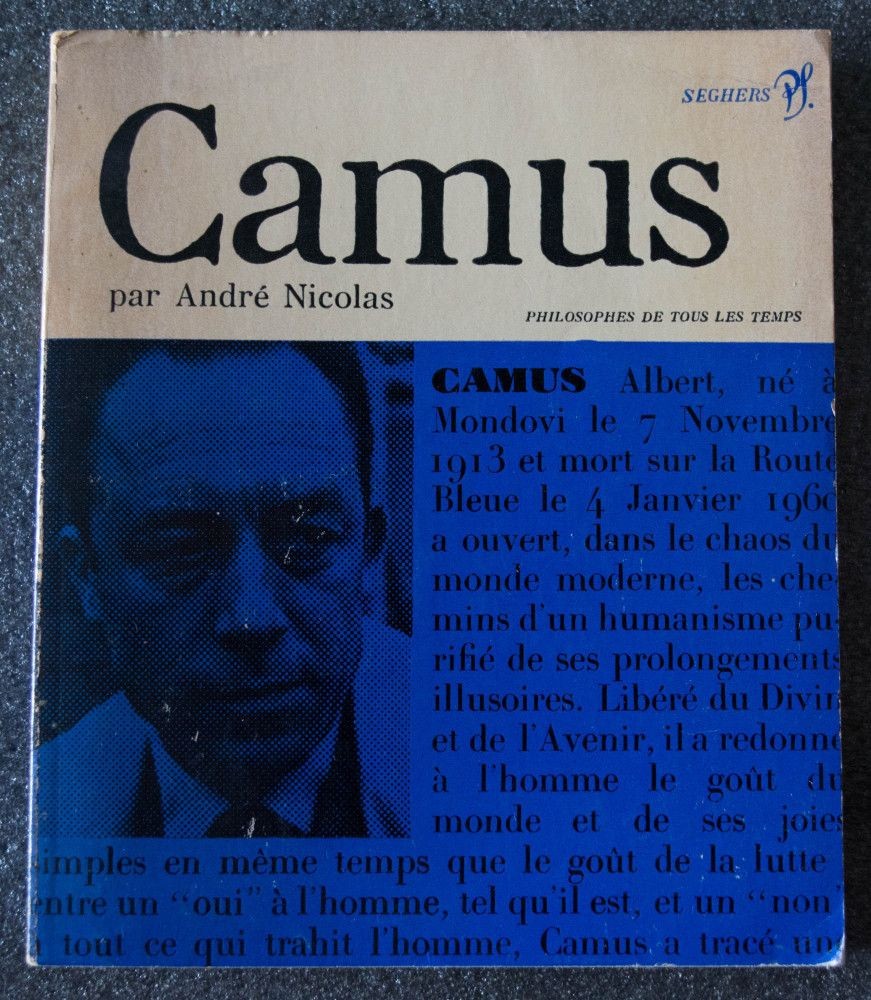 SEGHERS PS.
Camus
par André Nicolas
PHILOSOPHES DE TOUS LES TEMPS
CAMUS Albert, né à
Mondovi le 7 Novembre
1913 et mort sur la Route
Bleue le 4 Janvier 1960
a ouvert, dans le chaos du
monde moderne, les che-
mins d'un humanisme pu-
rifié de ses prolongements
illusoires. Libéré du Divin
et de l'Avenir, il a redonné
à l'homme le goût du
monde et de ses joies
simples en même temps que le goût de la lutte
entre un "oui" à l'homme, tel qu'il est, et un "non"
à tout ce qui trahit l'homme, Camus a tracé une